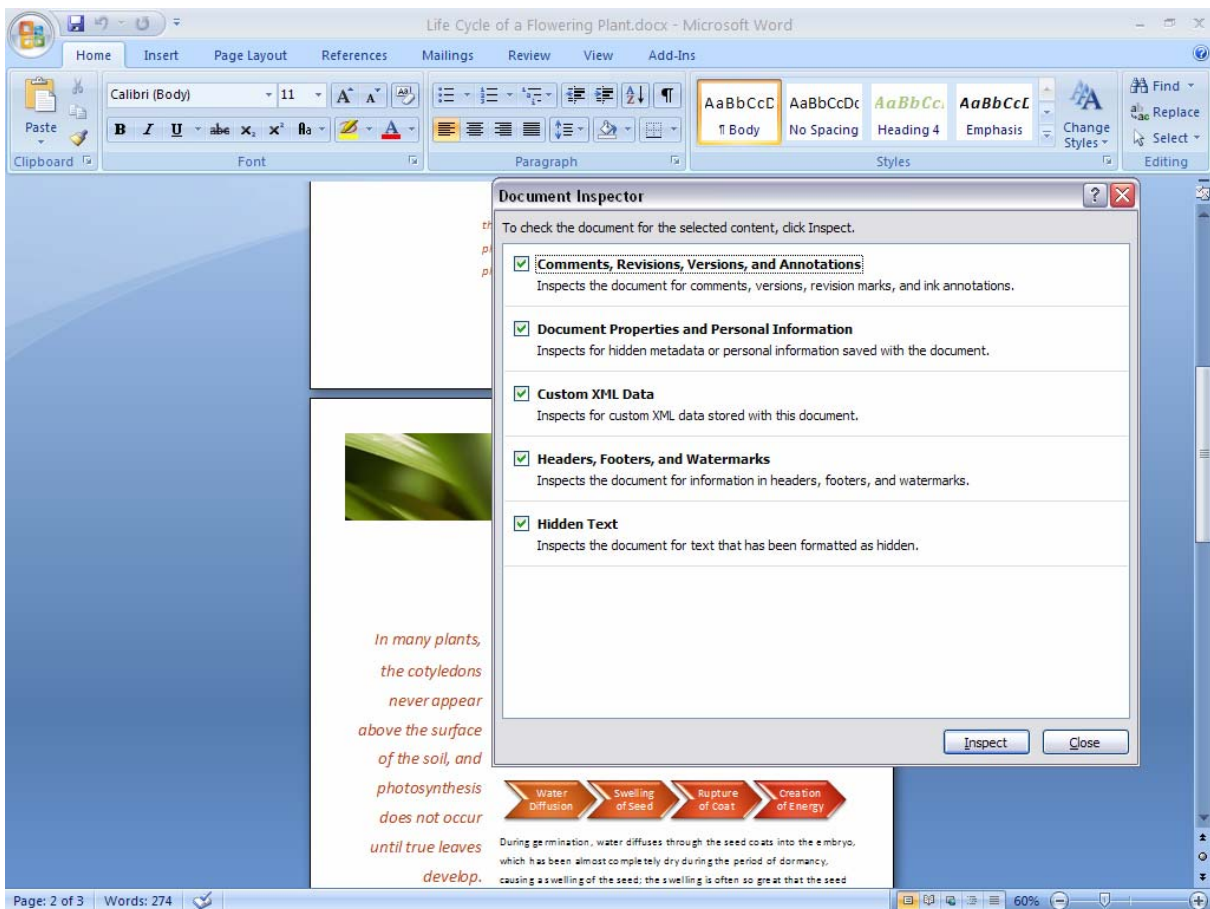 Life Cycle of a Flowering Plant.docx - Microsoft Word
Home Insert Page Layout References Mailings Review View Add-Ins
Paste
Clipboard
Calibri (Body) 11
B I U abe x₂ x² Aa A
Font
Paragraph
AaBbCcD AaBbCcDc AaBbCc AaBbCcL
¶ Body No Spacing Heading 4 Emphasis
Change
Styles
Styles
Find
Replace
Select
Editing
th
pl
pl
Document Inspector
To check the document for the selected content, click Inspect.
Comments, Revisions, Versions, and Annotations
Inspects the document for comments, versions, revision marks, and ink annotations.
Document Properties and Personal Information
Inspects for hidden metadata or personal information saved with the document.
Custom XML Data
Inspects for custom XML data stored with this document.
Headers, Footers, and Watermarks
Inspects the document for information in headers, footers, and watermarks.
Hidden Text
Inspects the document for text that has been formatted as hidden.
Inspect Close
In many plants,
the cotyledons
never appear
above the surface
of the soil, and
photosynthesis
does not occur
until true leaves
develop.
Water
Diffusion
Swelling
of Seed
Rupture
of Coat
Creation
of Energy
During germination, water diffuses through the seed coats into the embryo,
which has been almost completely dry during the period of dormancy,
causing a swelling of the seed; the swelling is often so great that the seed
Page: 2 of 3 Words: 274 60%